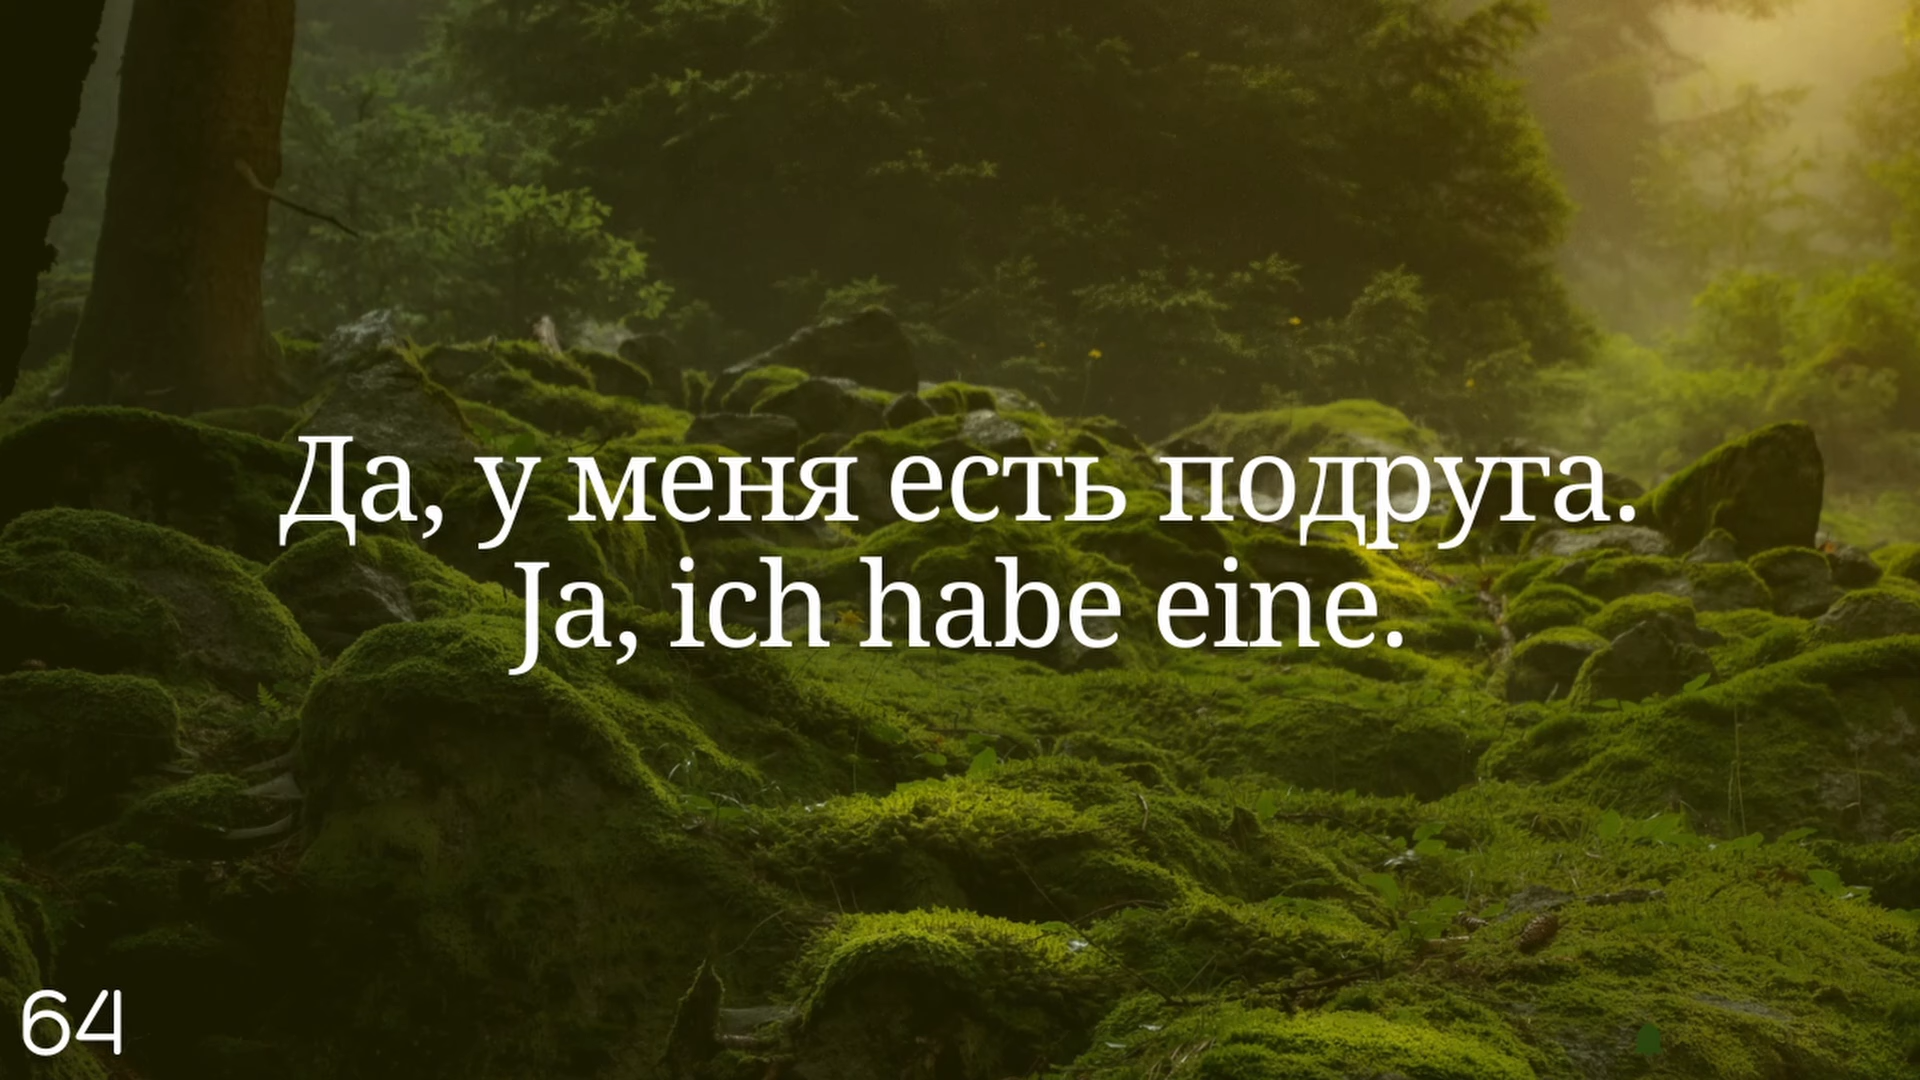 Да, у меня есть подруга.
Ja, ich habe eine.
64